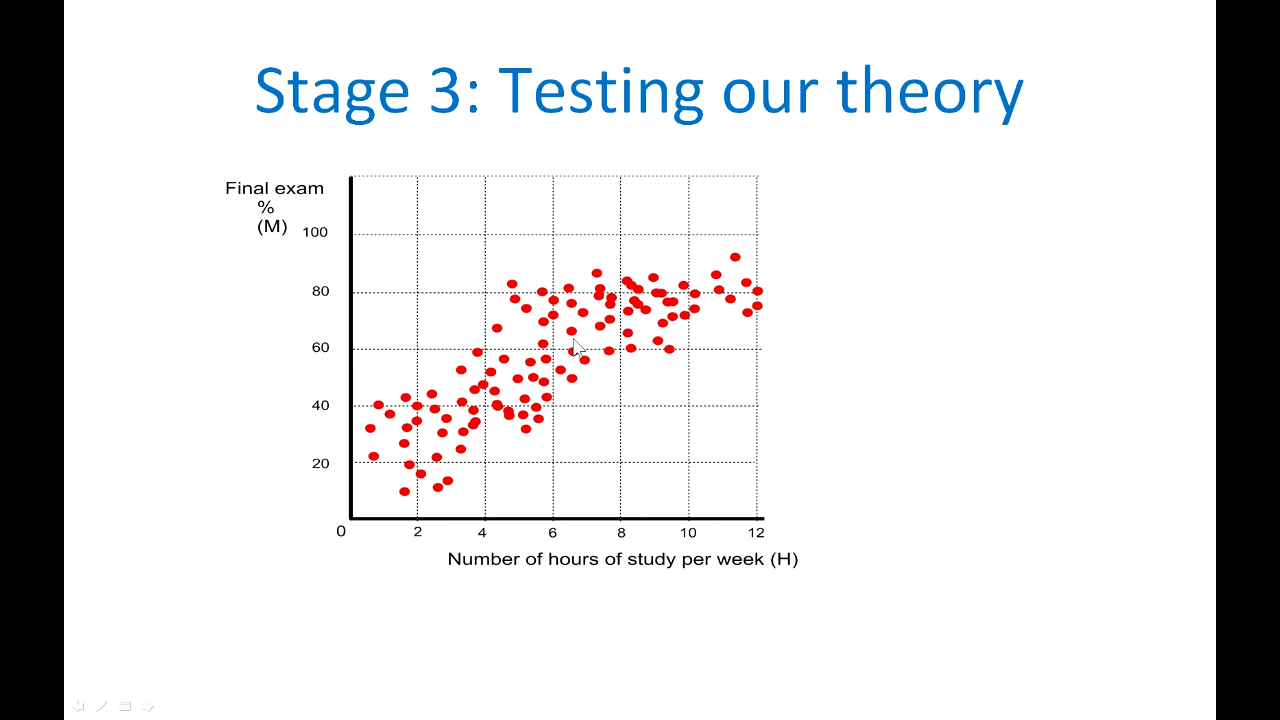 Stage 3: Testing our theory
Final exam
%
(M)
100
80
60
40
20
0
2 4 6 8 10 12
Number of hours of study per week (H)